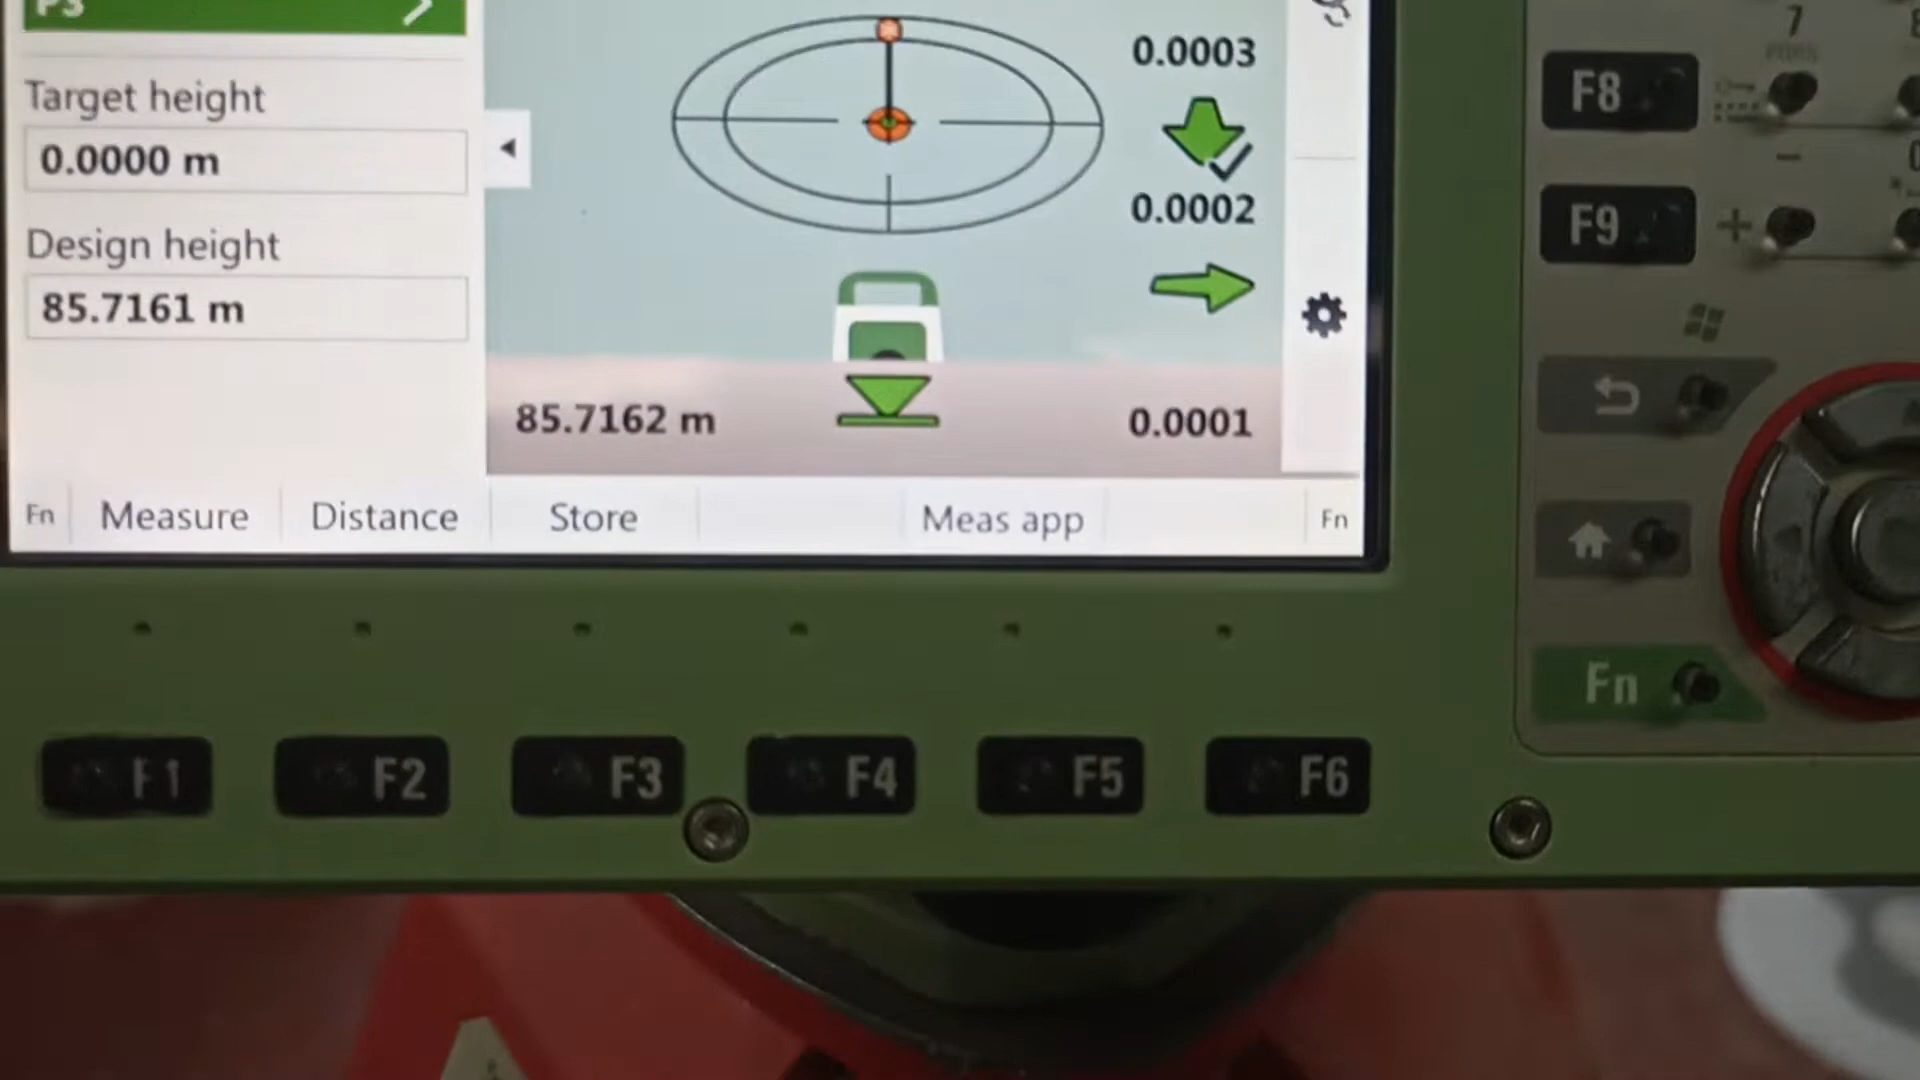 P3
0.0003
Target height
0.0000 m
0.0002
Design height
85.7161 m
85.7162 m
0.0001
Fn
Measure
Distance
Store
Meas app
Fn
7
F8
F9
+
Fn
F1
F2
F3
F4
F5
F6